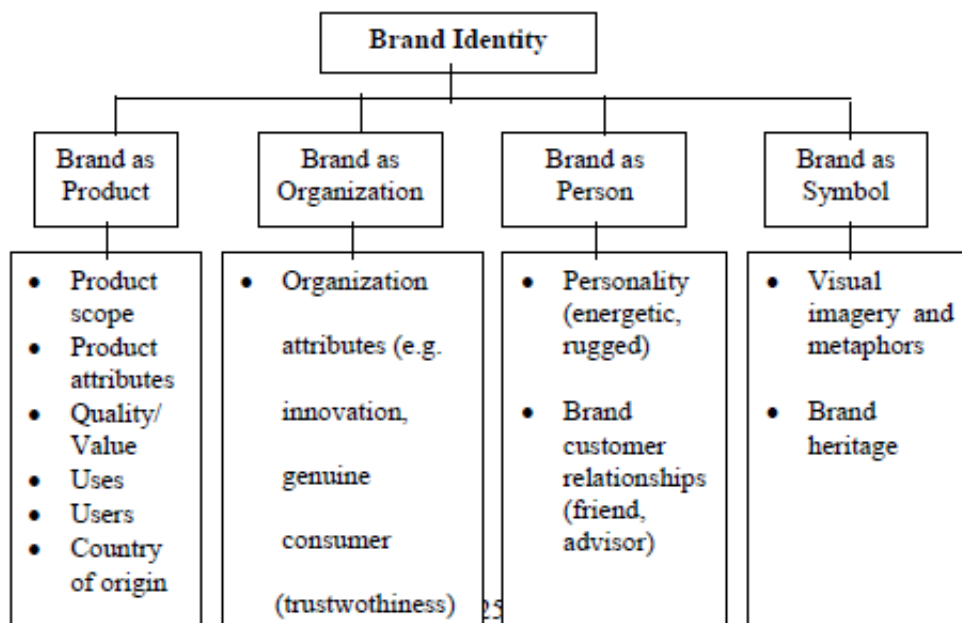 Brand Identity
Brand as
Product
Brand as
Organization
Brand as
Person
Brand as
Symbol
• Product
scope
• Product
attributes
• Quality/
Value
• Uses
• Users
• Country
of origin
• Organization
attributes (e.g.
innovation,
genuine
consumer
(trustwothiness)
• Personality
(energetic,
rugged)
• Brand
customer
relationships
(friend,
advisor)
• Visual
imagery and
metaphors
• Brand
heritage
25